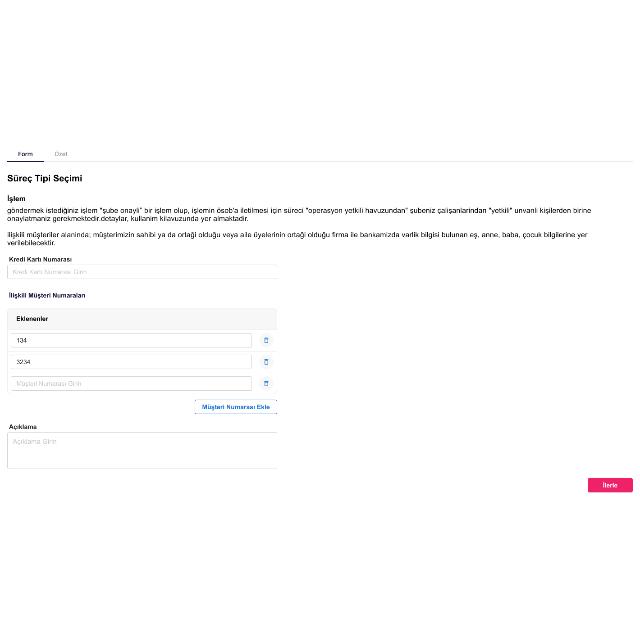 Form
Özet
Süreç Tipi Seçimi
İşlem
göndermek istediğiniz işlem "şube onaylı" bir işlem olup, işlemin ösob'a iletilmesi için süreci "operasyon yetkili havuzundan" şubeniz çalışanlarından "yetkili" unvanlı kişilerden birine
onaylatmanız gerekmektedir.detaylar, kullanım kılavuzunda yer almaktadır.
ilişkili müşteriler alanında; müşterimizin sahibi ya da ortağı olduğu veya aile üyelerinin ortağı olduğu firma ile bankamızda varlık bilgisi bulunan eş, anne, baba, çocuk bilgilerine yer
verilebilecektir.
Kredi Kartı Numarası
Kredi Kartı Numarası Girin
İlişkili Müşteri Numaraları
Eklenenler
134
3234
Müşteri Numarası Girin
Müşteri Numarası Ekle
Açıklama
Açıklama Girin
İlerle